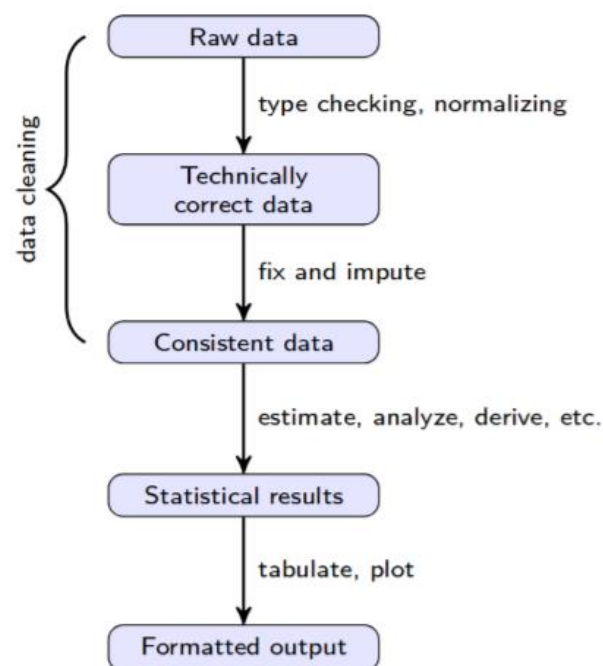 Raw data
type checking, normalizing
data cleaning
Technically
correct data
fix and impute
Consistent data
estimate, analyze, derive, etc.
Statistical results
tabulate, plot
Formatted output